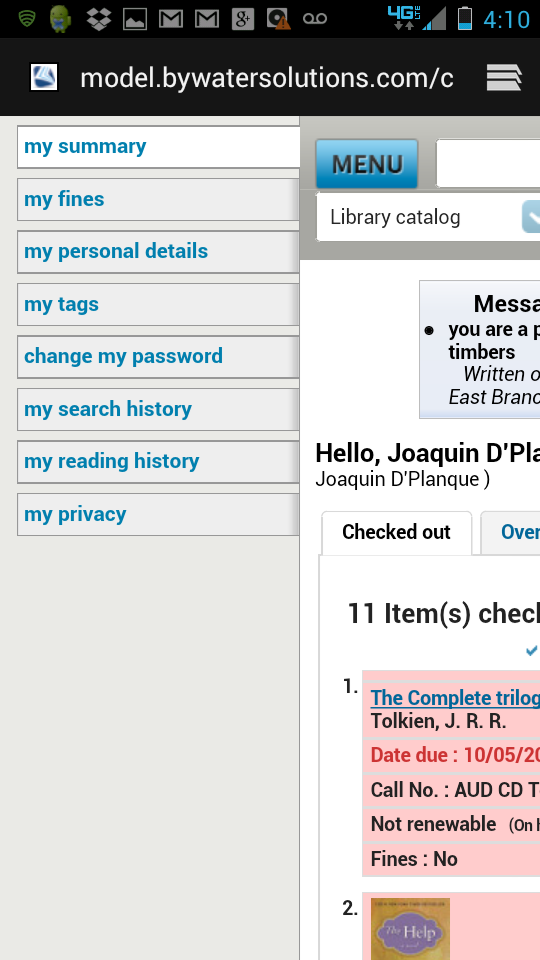 4G LTE 4:10
model.bywatersolutions.com/c
my summary
my fines
my personal details
my tags
change my password
my search history
my reading history
my privacy
MENU
Library catalog
Messa
you are a p
timbers
Written o
East Branc
Hello, Joaquin D'Pla
Joaquin D'Planque )
Checked out
Over
11 Item(s) check
1.
The Complete trilog
Tolkien, J. R. R.
Date due : 10/05/20
Call No. : AUD CD T
Not renewable (On h
Fines : No
2.
The Help